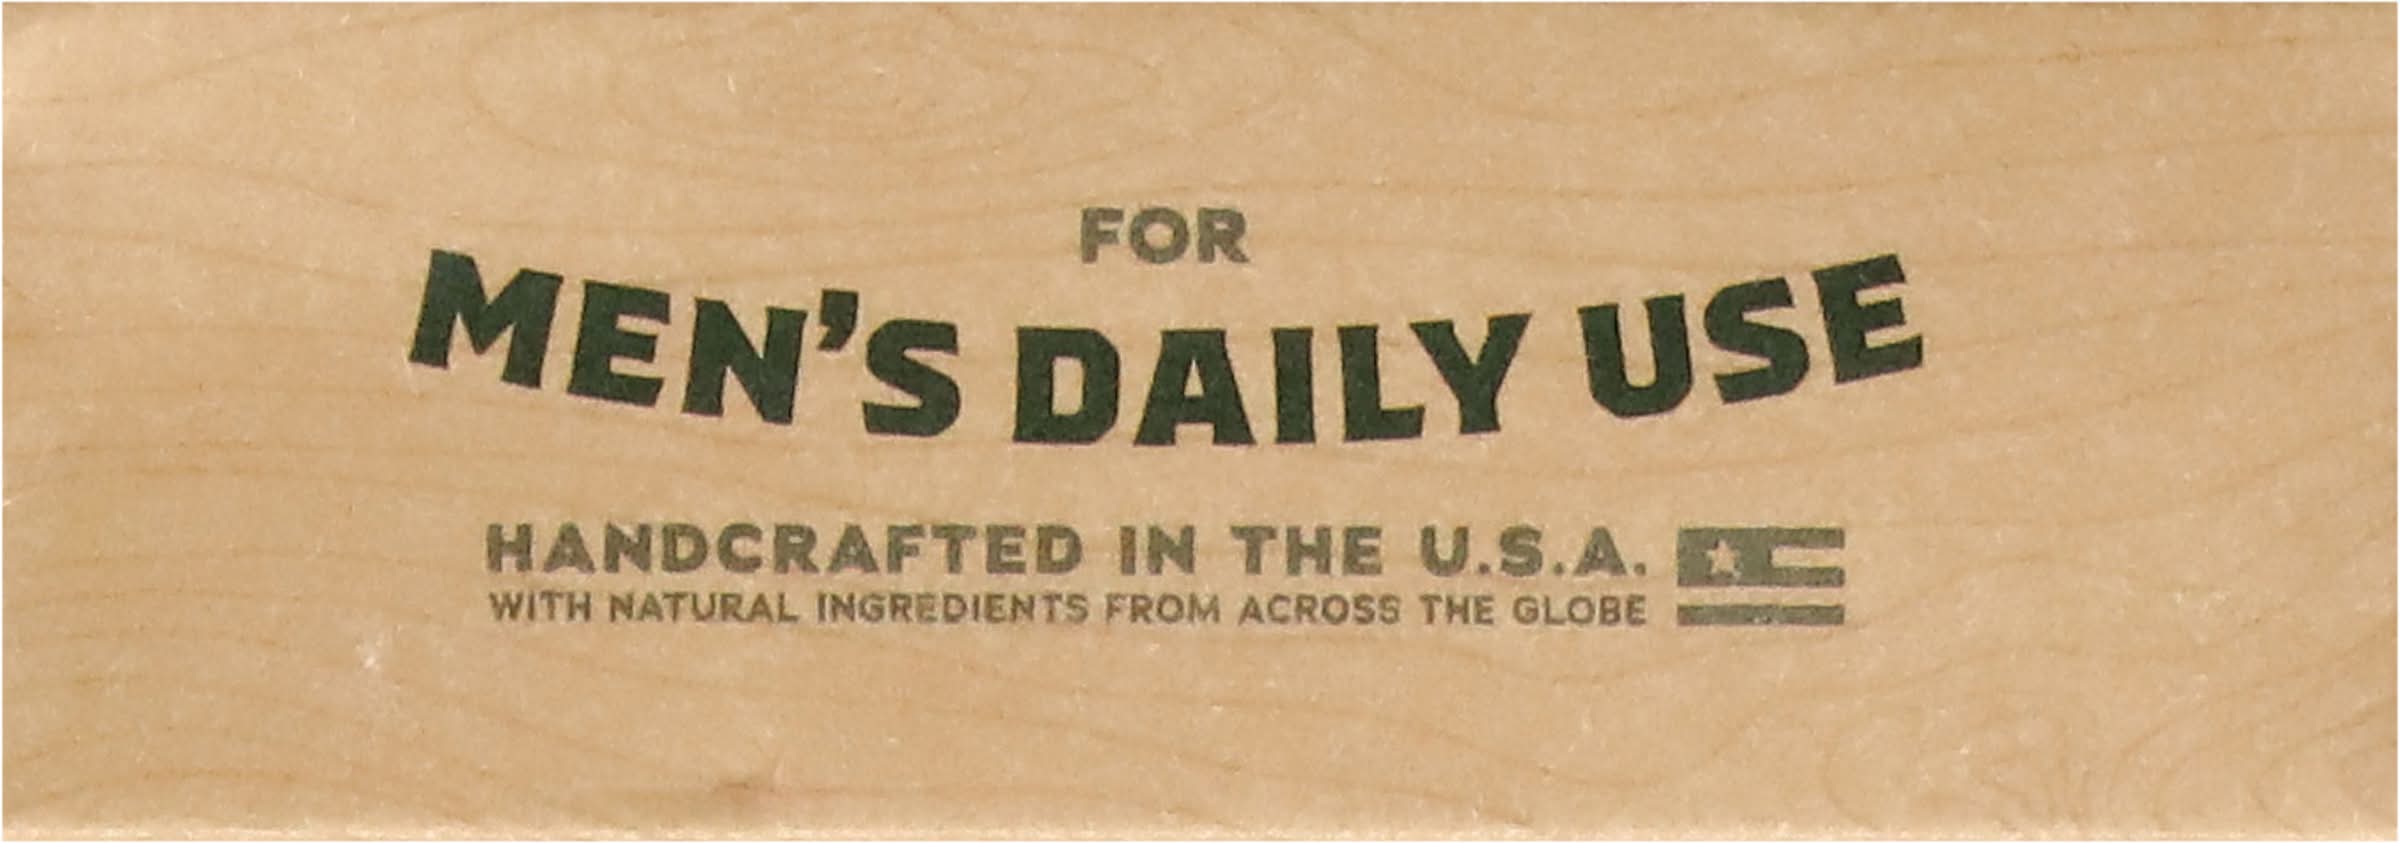 FOR
MEN’S DAILY USE
HANDCRAFTED IN THE U.S.A.
WITH NATURAL INGREDIENTS FROM ACROSS THE GLOBE